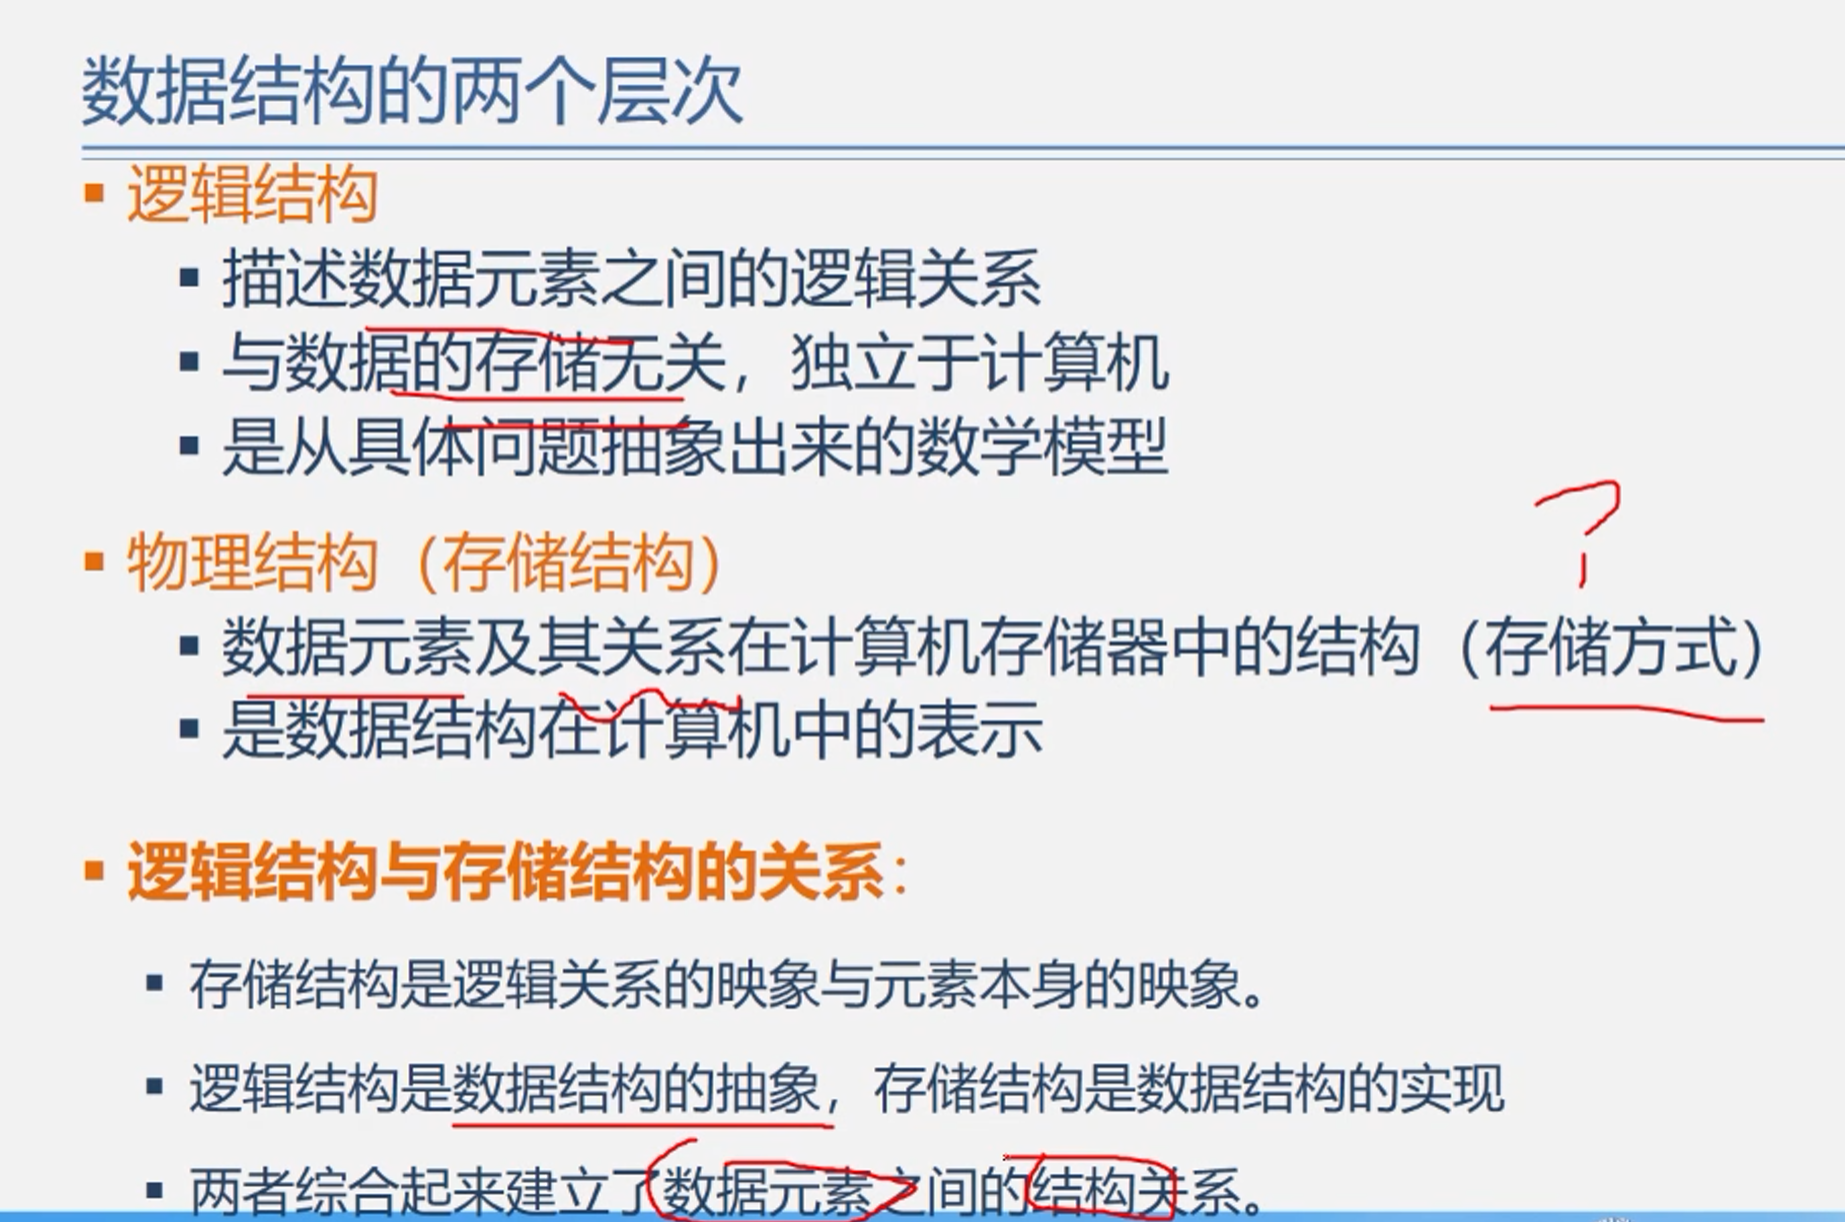 数据结构的两个层次
逻辑结构
描述数据元素之间的逻辑关系
与数据的存储无关，独立于计算机
是从具体问题抽象出来的数学模型
?
物理结构（存储结构）
数据元素及其关系在计算机存储器中的结构（存储方式）
是数据结构在计算机中的表示
逻辑结构与存储结构的关系：
存储结构是逻辑关系的映象与元素本身的映象。
逻辑结构是数据结构的抽象，存储结构是数据结构的实现
两者综合起来建立了数据元素之间的结构关系。